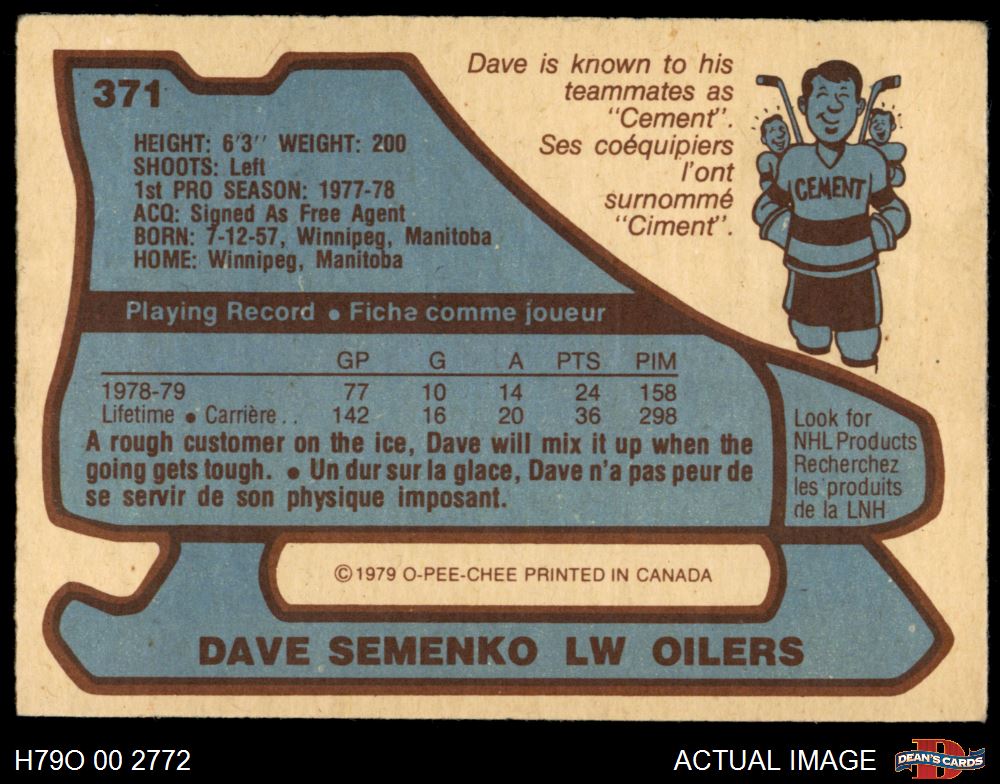 371
HEIGHT: 6'3'' WEIGHT: 200
SHOOTS: Left
1st PRO SEASON: 1977-78
ACQ: Signed As Free Agent
BORN: 7-12-57, Winnipeg, Manitoba
HOME: Winnipeg, Manitoba
Dave is known to his
teammates as
"Cement".
Ses coéquipiers
l'ont
surnommé
"Ciment".
CEMENT
Playing Record • Fiche comme joueur
GP G A PTS PIM
1978-79 77 10 14 24 158
Lifetime • Carrière.. 142 16 20 36 298
A rough customer on the ice, Dave will mix it up when the
going gets tough. • Un dur sur la glace, Dave n'a pas peur de
se servir de son physique imposant.
Look for
NHL Products
Recherchez
les produits
de la LNH
©1979 O-PEE-CHEE PRINTED IN CANADA
DAVE SEMENKO LW OILERS
H79O 00 2772
ACTUAL IMAGE
D
DEAN'S CARDS